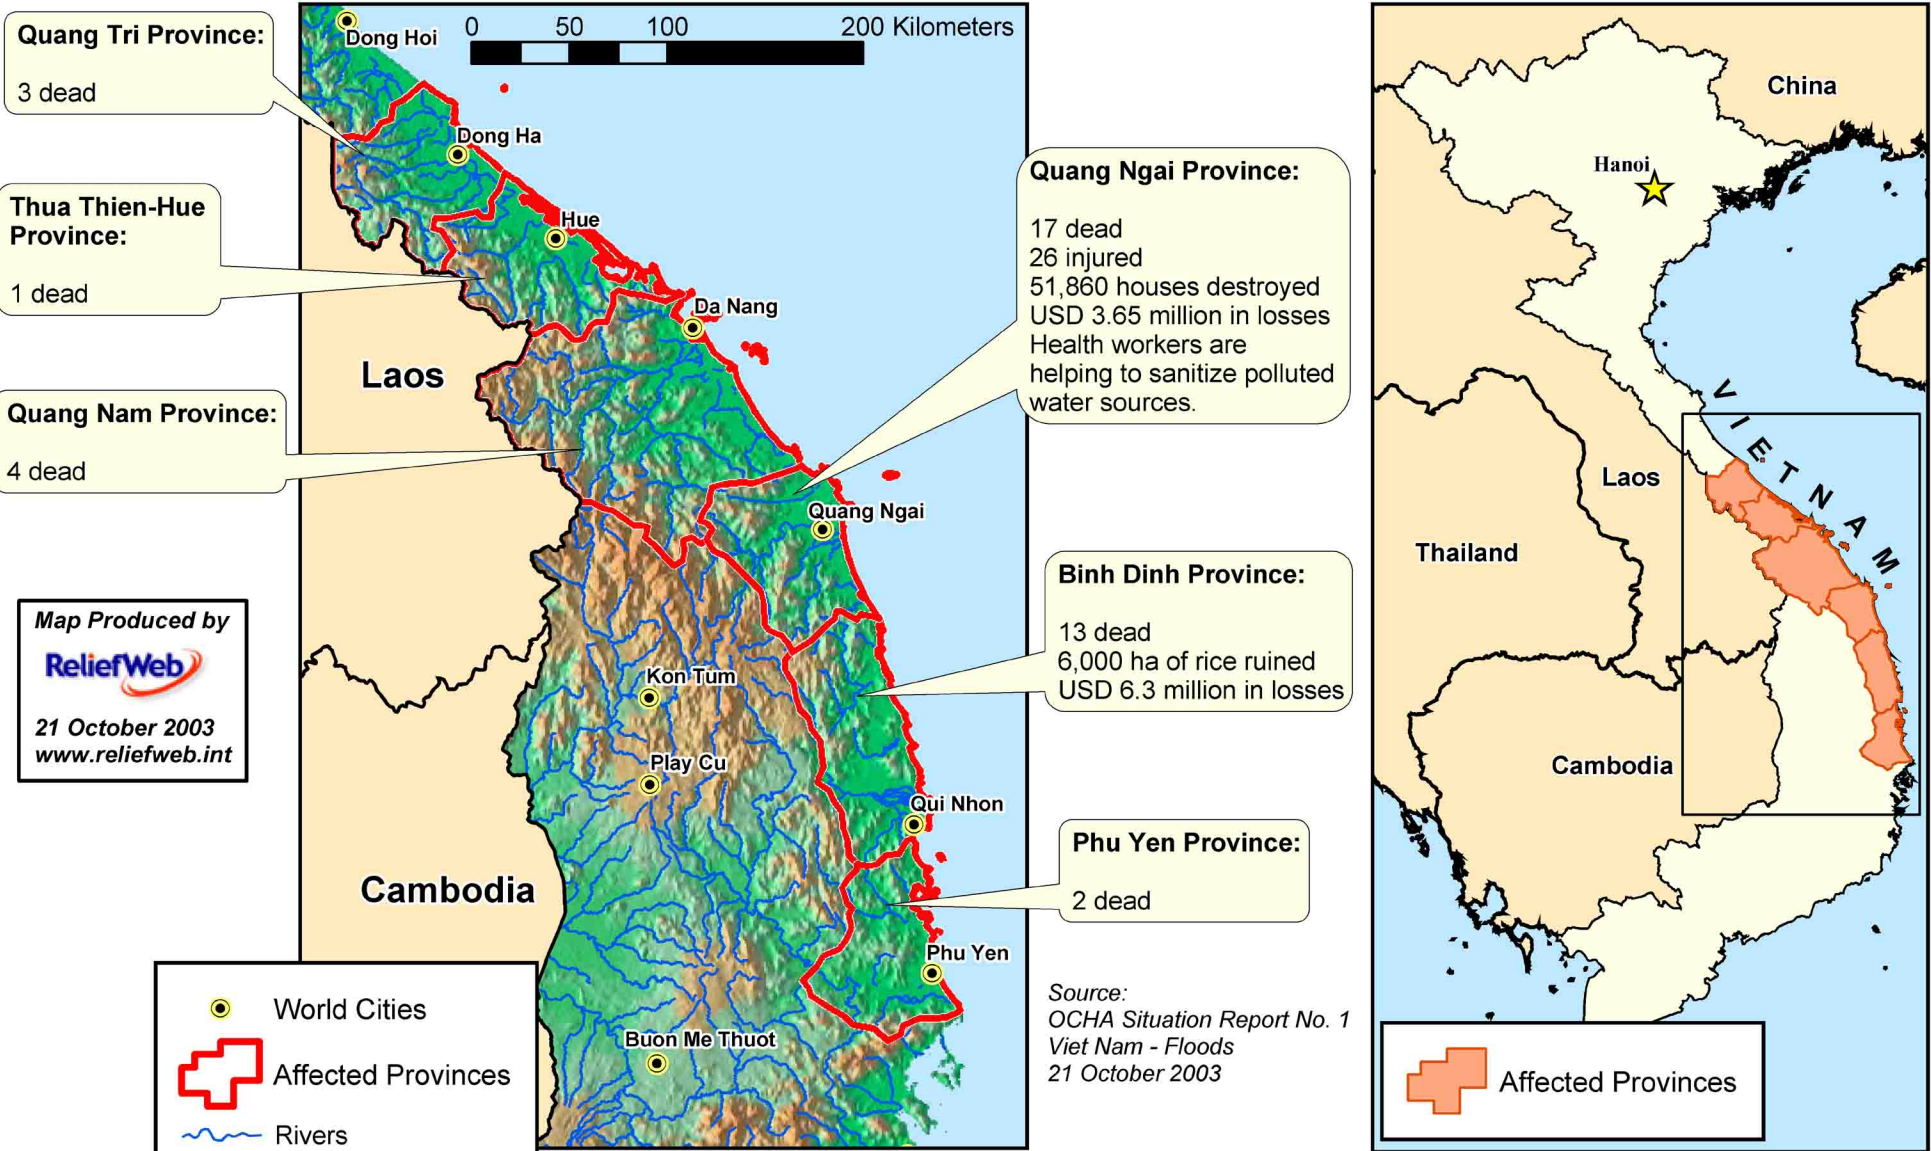 Quang Tri Province:
3 dead
Thua Thien-Hue
Province:
1 dead
Quang Nam Province:
4 dead
Map Produced by
ReliefWeb
21 October 2003
www.reliefweb.int
0 50 100 200 Kilometers
Dong Hoi
Dong Ha
Hue
Da Nang
Laos
Quang Ngai
Kon Tum
Play Cu
Qui Nhon
Cambodia
Phu Yen
Buon Me Thuot
World Cities
Affected Provinces
Rivers
Quang Ngai Province:
17 dead
26 injured
51,860 houses destroyed
USD 3.65 million in losses
Health workers are
helping to sanitize polluted
water sources.
Binh Dinh Province:
13 dead
6,000 ha of rice ruined
USD 6.3 million in losses
Phu Yen Province:
2 dead
Source:
OCHA Situation Report No. 1
Viet Nam - Floods
21 October 2003
China
Hanoi
VIETNAM
Laos
Thailand
Cambodia
Affected Provinces